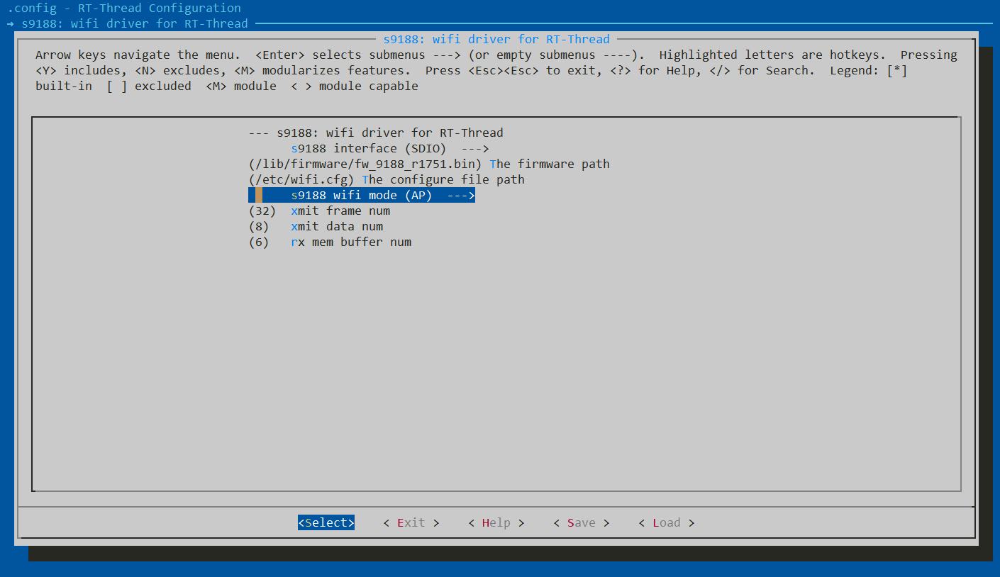 .config - RT-Thread Configuration
→ s9188: wifi driver for RT-Thread
s9188: wifi driver for RT-Thread
Arrow keys navigate the menu.  <Enter> selects submenus ---> (or empty submenus ----).  Highlighted letters are hotkeys.  Pressing
<Y> includes, <N> excludes, <M> modularizes features.  Press <Esc><Esc> to exit, <?> for Help, </> for Search.  Legend: [*]
built-in  [ ] excluded  <M> module  < > module capable
--- s9188: wifi driver for RT-Thread
s9188 interface (SDIO)  --->
(/lib/firmware/fw_9188_r1751.bin) The firmware path
(/etc/wifi.cfg) The configure file path
s9188 wifi mode (AP)  --->
(32)  xmit frame num
(8)   xmit data num
(6)   rx mem buffer num
<Select>    < Exit >    < Help >    < Save >    < Load >